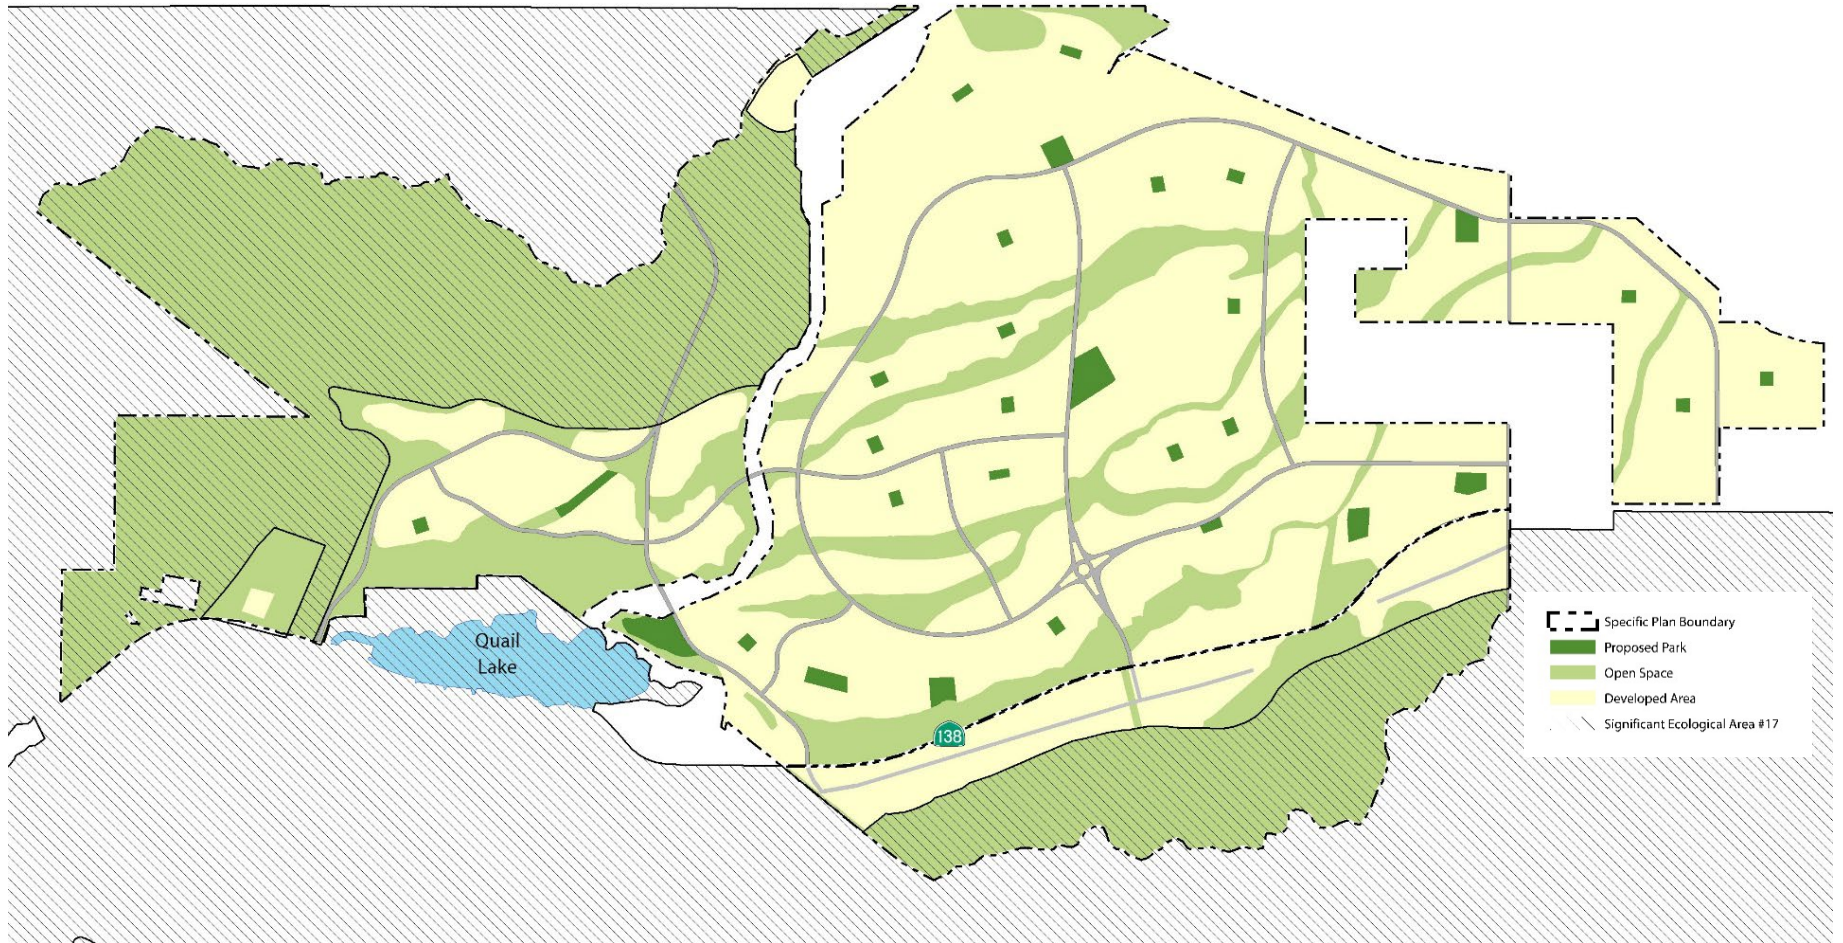 Quail
Lake
138
Specific Plan Boundary
Proposed Park
Open Space
Developed Area
Significant Ecological Area #17